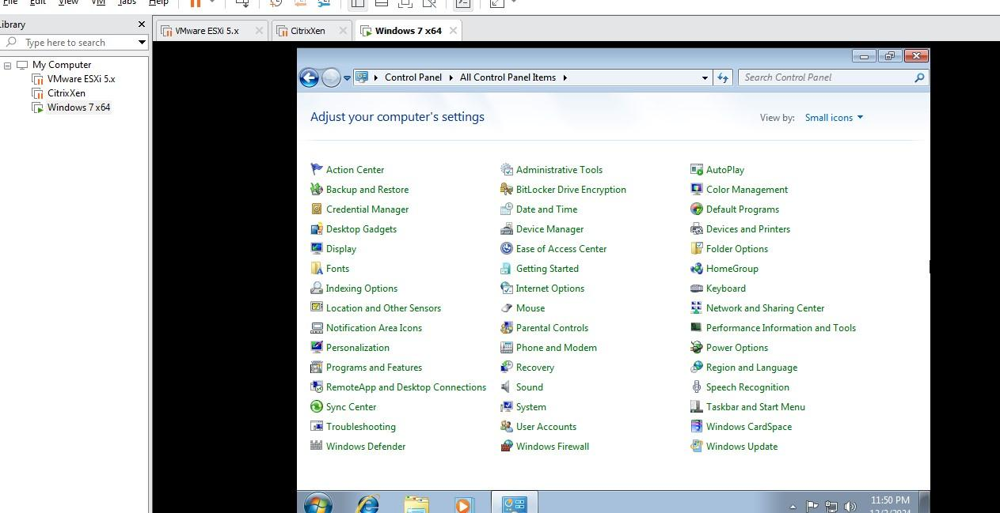 File Edit View VM Tabs Help
Library
Type here to search
My Computer
VMware ESXi 5.x
CitrixXen
Windows 7 x64
VMware ESXi 5.x
CitrixXen
Windows 7 x64
Control Panel
All Control Panel Items
Search Control Panel
Adjust your computer's settings
View by: Small icons
Action Center
Administrative Tools
AutoPlay
Backup and Restore
BitLocker Drive Encryption
Color Management
Credential Manager
Date and Time
Default Programs
Desktop Gadgets
Device Manager
Devices and Printers
Display
Ease of Access Center
Folder Options
Fonts
Getting Started
HomeGroup
Indexing Options
Internet Options
Keyboard
Location and Other Sensors
Mouse
Network and Sharing Center
Notification Area Icons
Parental Controls
Performance Information and Tools
Personalization
Phone and Modem
Power Options
Programs and Features
Recovery
Region and Language
RemoteApp and Desktop Connections
Sound
Speech Recognition
Sync Center
System
Taskbar and Start Menu
Troubleshooting
User Accounts
Windows CardSpace
Windows Defender
Windows Firewall
Windows Update
11:50 PM